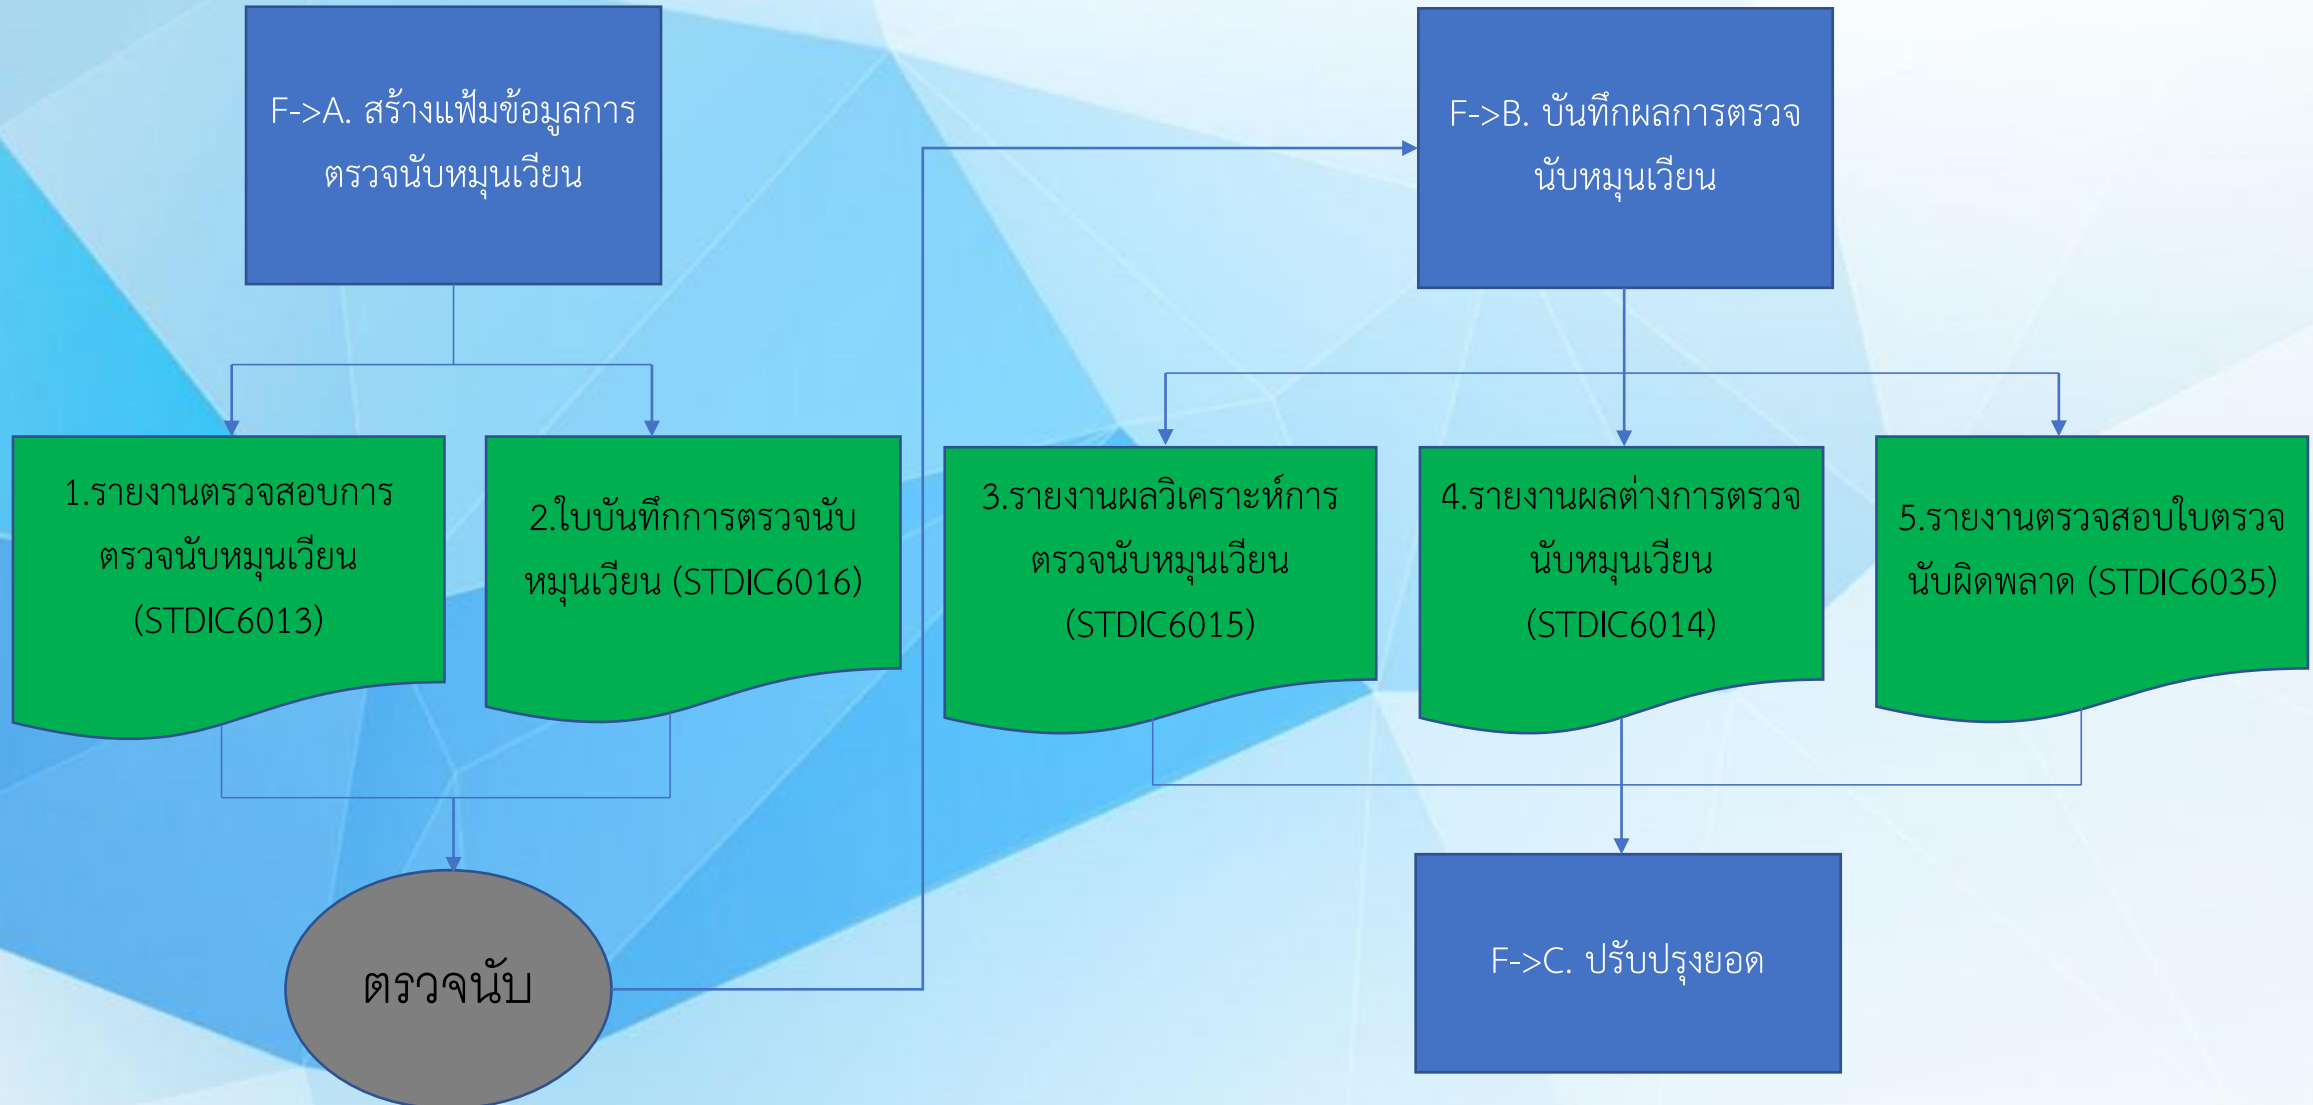 F->A. สร้างแฟ้มข้อมูลการ
ตรวจนับหมุนเวียน
F->B. บันทึกผลการตรวจ
นับหมุนเวียน
1.รายงานตรวจสอบการ
ตรวจนับหมุนเวียน
(STDIC6013)
2.ใบบันทึกการตรวจนับ
หมุนเวียน (STDIC6016)
3.รายงานผลวิเคราะห์การ
ตรวจนับหมุนเวียน
(STDIC6015)
4.รายงานผลต่างการตรวจ
นับหมุนเวียน
(STDIC6014)
5.รายงานตรวจสอบใบตรวจ
นับผิดพลาด (STDIC6035)
ตรวจนับ
F->C. ปรับปรุงยอด